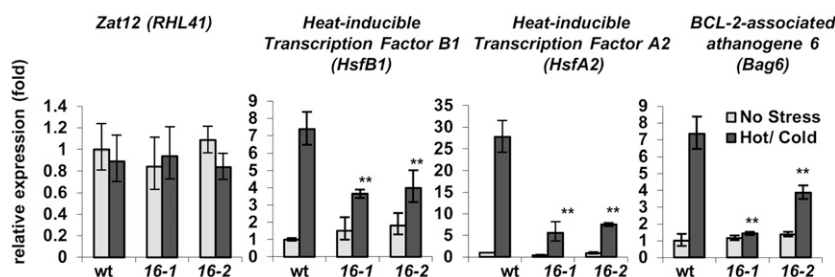 Zat12 (RHL41)
Heat-inducible
Transcription Factor B1
(HsfB1)
Heat-inducible
Transcription Factor A2
(HsfA2)
BCL-2-associated
athanogene 6
(Bag6)
relative expression (fold)
1.4
1.2
1
0.8
0.6
0.4
0.2
0
wt 16-1 16-2
9
8
7
6
5
4
3
2
1
**
**
wt 16-1 16-2
35
30
25
20
15
10
5
0
**
**
wt 16-1 16-2
9
8
7
6
5
4
3
2
1
0
**
**
No Stress
Hot/ Cold
wt 16-1 16-2